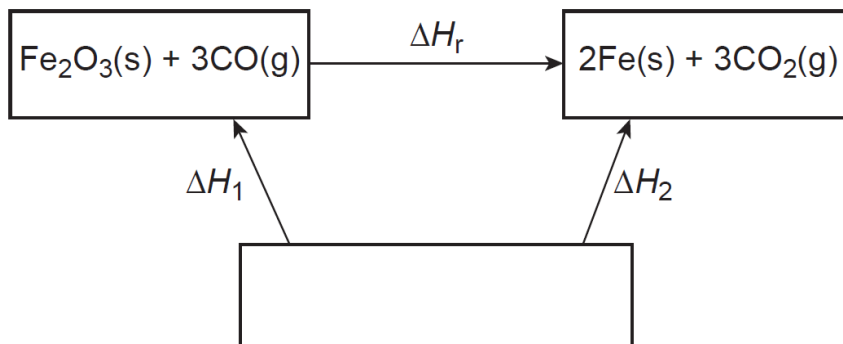 Fe₂O₃(s) + 3CO(g)
ΔHᵣ
2Fe(s) + 3CO₂(g)
ΔH₁
ΔH₂